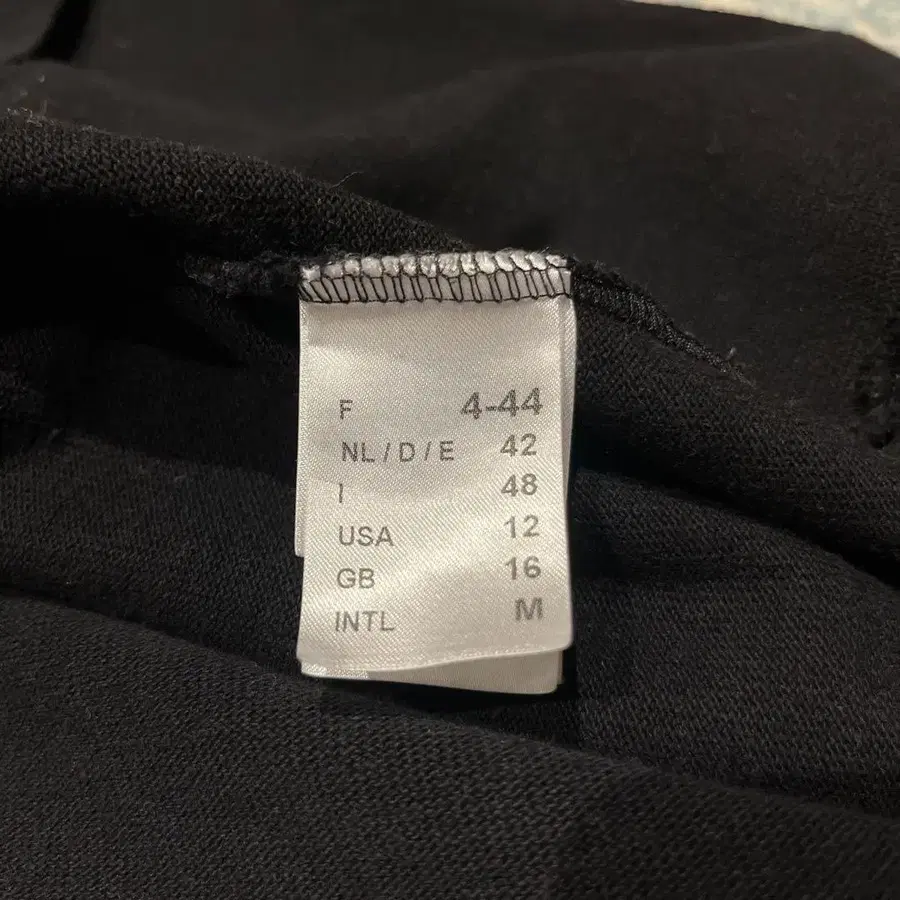 F 4-44
NL / D / E 42
I 48
USA 12
GB 16
INTL M